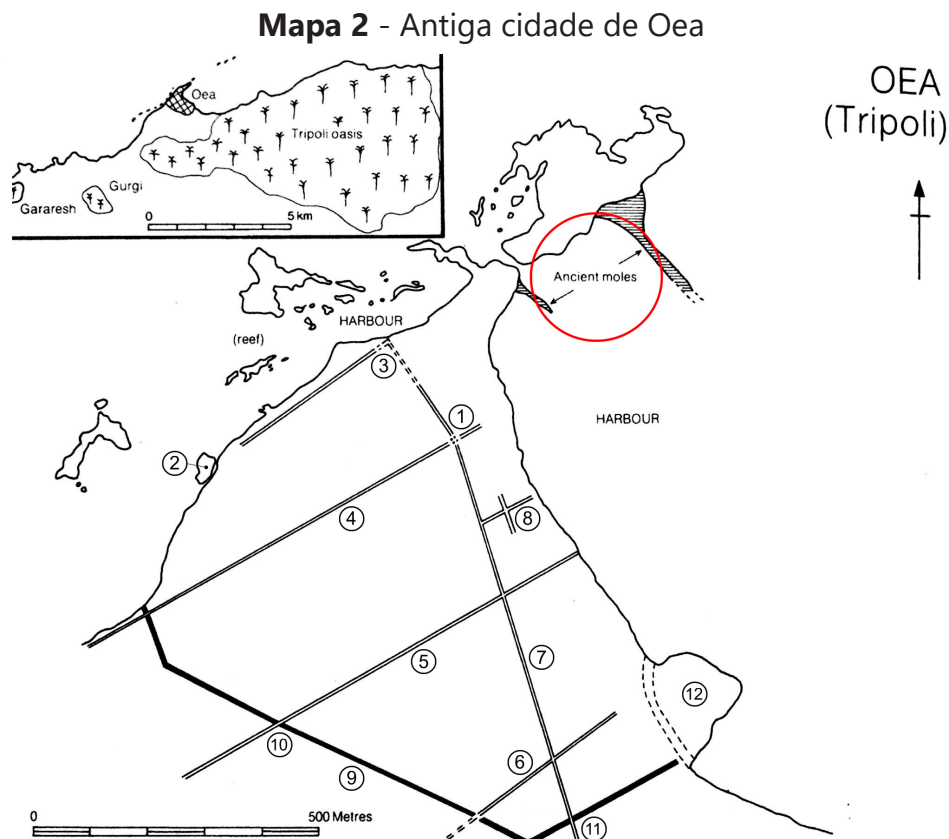 Mapa 2 - Antiga cidade de Oea
OEA
(Tripoli)
Oea
Tripoli oasis
Gurgi
Gararesh
0 5 km
Ancient moles
HARBOUR
(reef)
HARBOUR
3
1
2
4
8
5
7
12
10
6
9
11
0 500 Metres